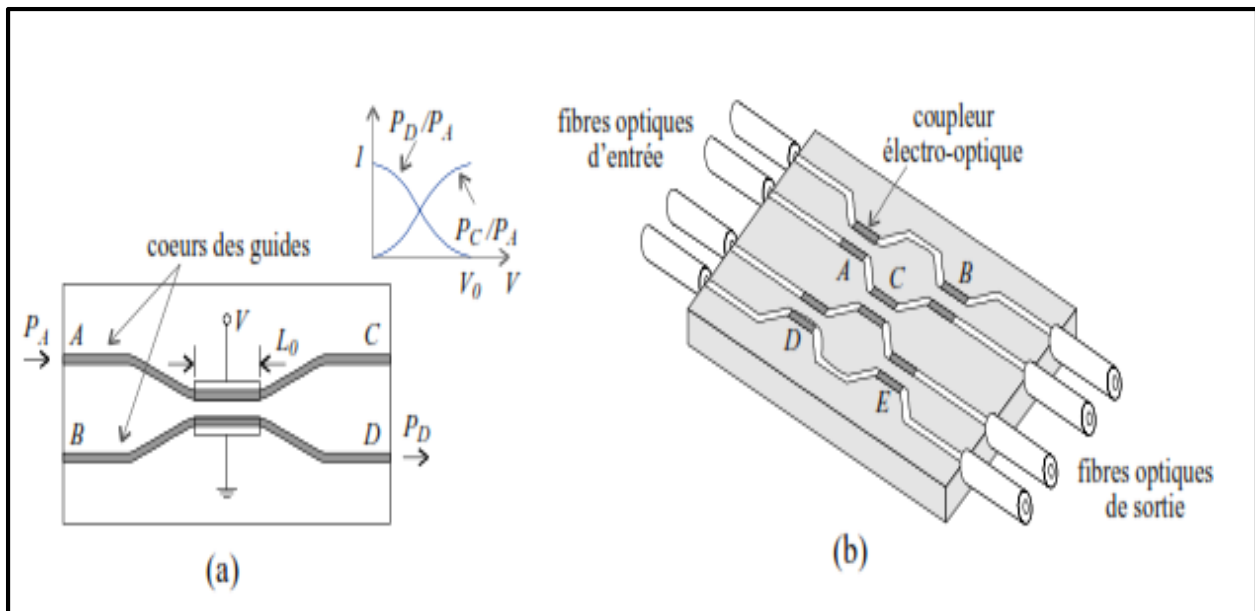 P_D/P_A
1
P_C/P_A
V_0 V
coeurs des guides
P_A
A
V
L_0
C
B
D
P_D
(a)
fibres optiques
d'entrée
coupleur
électro-optique
A
C
B
D
E
fibres optiques
de sortie
(b)